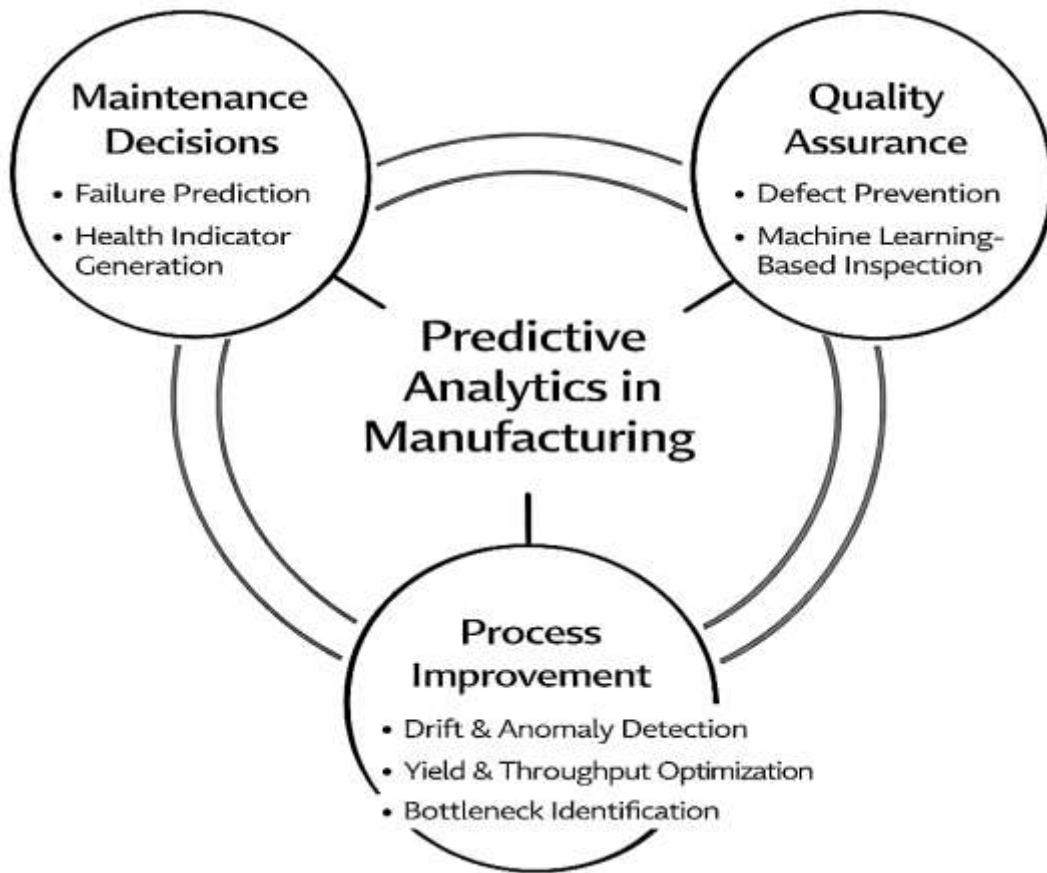 Maintenance
Decisions
• Failure Prediction
• Health Indicator
Generation
Quality
Assurance
• Defect Prevention
• Machine Learning-
Based Inspection
Predictive
Analytics in
Manufacturing
Process
Improvement
• Drift & Anomaly Detection
• Yield & Throughput Optimization
• Bottleneck Identification